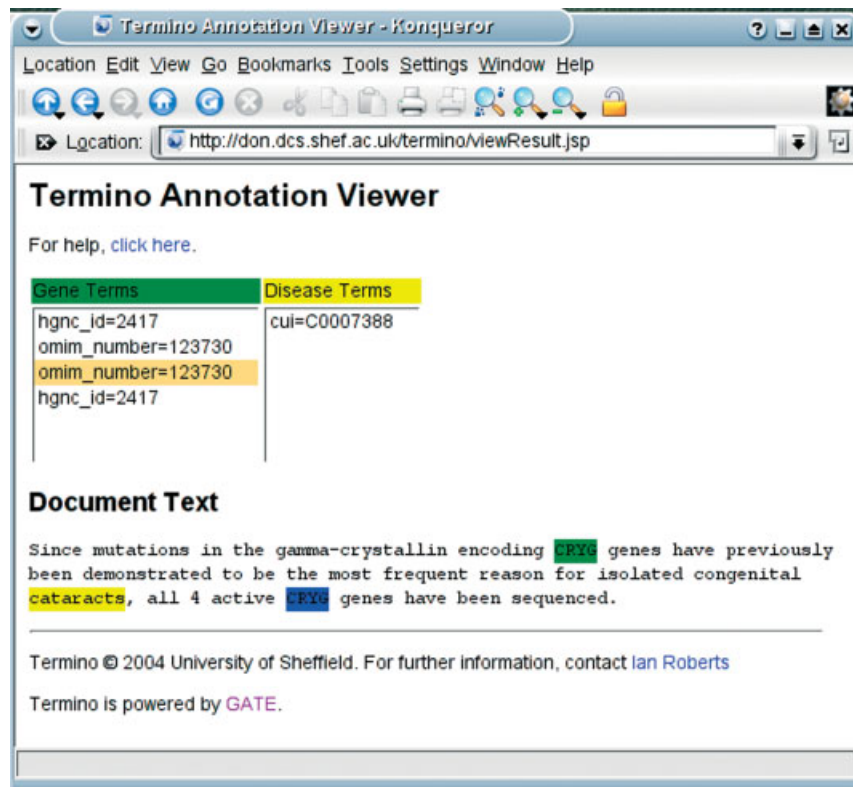 Termino Annotation Viewer - Konqueror
Location Edit View Go Bookmarks Tools Settings Window Help
Location: http://don.dcs.shef.ac.uk/termino/viewResult.jsp
Termino Annotation Viewer
For help, click here.
Gene Terms Disease Terms
hgnc_id=2417 cui=C0007388
omim_number=123730
omim_number=123730
hgnc_id=2417
Document Text
Since mutations in the gamma-crystallin encoding CRYG genes have previously
been demonstrated to be the most frequent reason for isolated congenital
cataracts, all 4 active CRYG genes have been sequenced.
Termino © 2004 University of Sheffield. For further information, contact Ian Roberts
Termino is powered by GATE.